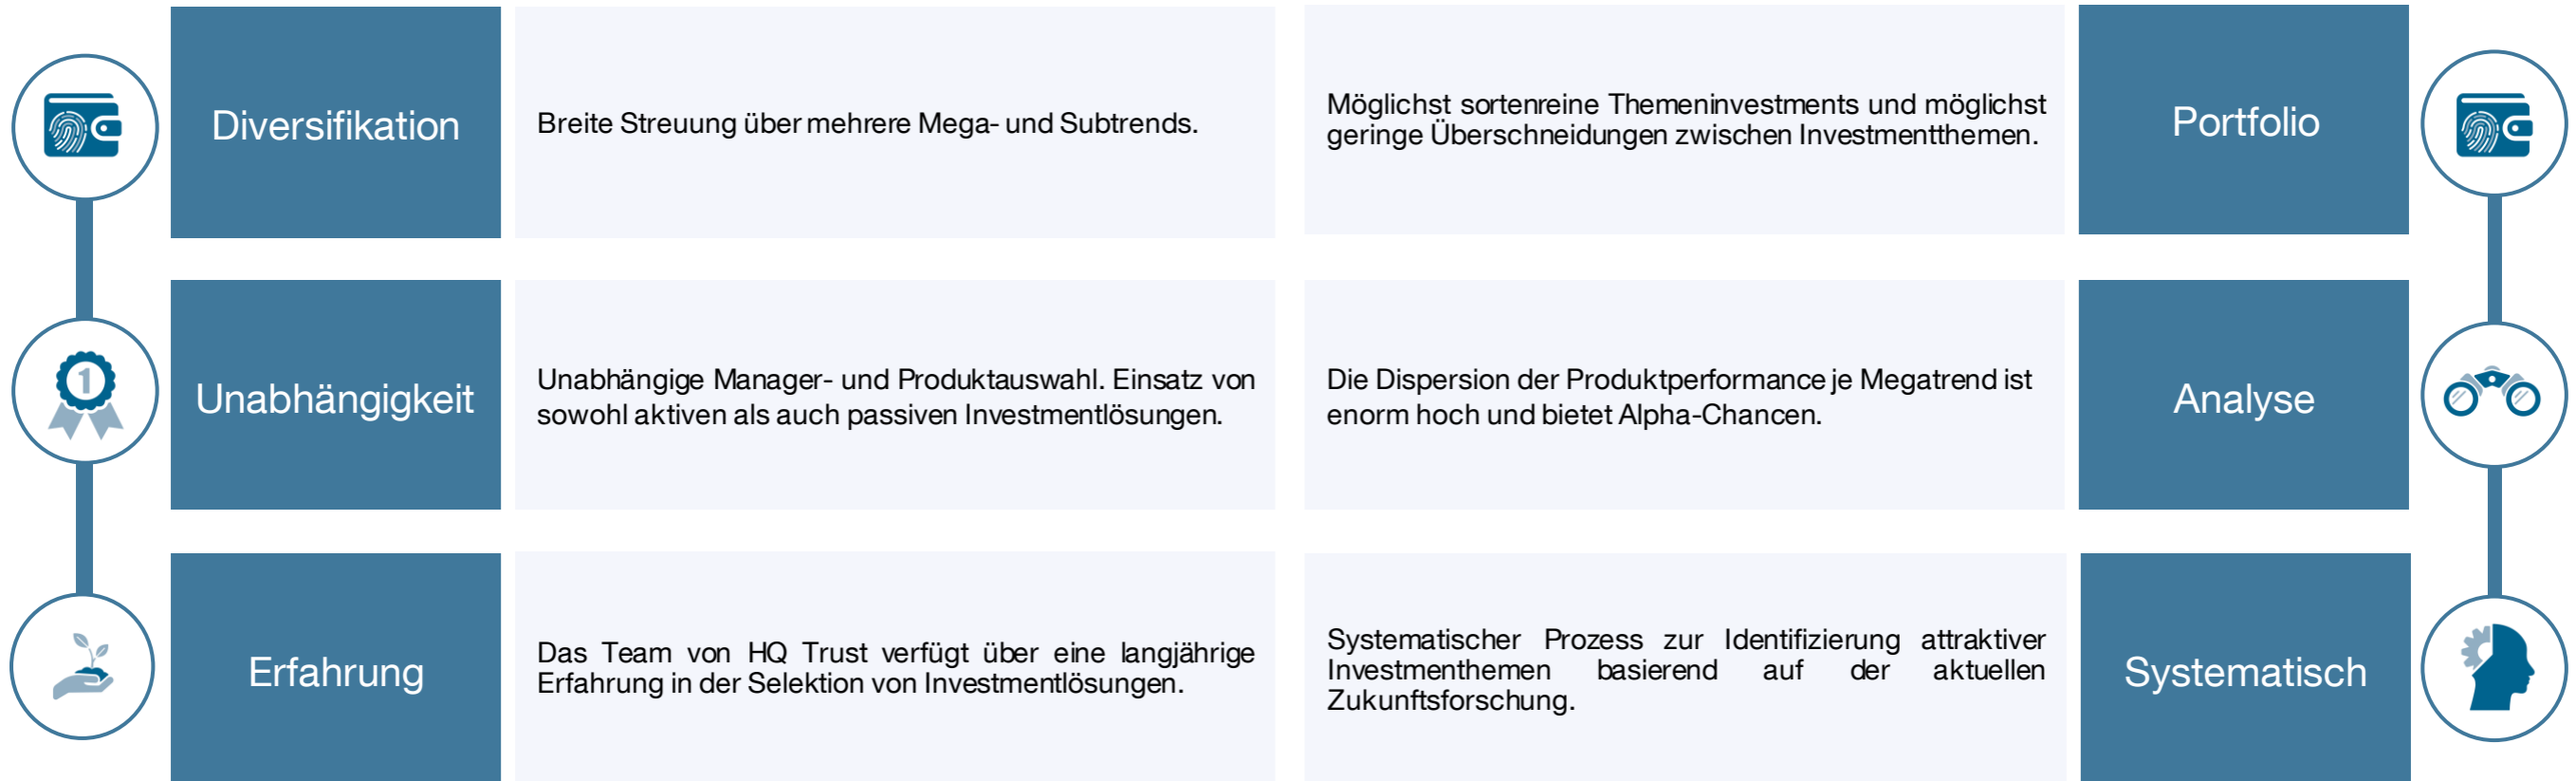 Diversifikation
Breite Streuung über mehrere Mega- und Subtrends.
Möglichst sortenreine Themeninvestments und möglichst
geringe Überschneidungen zwischen Investmentthemen.
Portfolio
1
Unabhängigkeit
Unabhängige Manager- und Produktauswahl. Einsatz von
sowohl aktiven als auch passiven Investmentlösungen.
Die Dispersion der Produktperformance je Megatrend ist
enorm hoch und bietet Alpha-Chancen.
Analyse
Erfahrung
Das Team von HQ Trust verfügt über eine langjährige
Erfahrung in der Selektion von Investmentlösungen.
Systematischer Prozess zur Identifizierung attraktiver
Investmenthemen basierend auf der aktuellen
Zukunftsforschung.
Systematisch